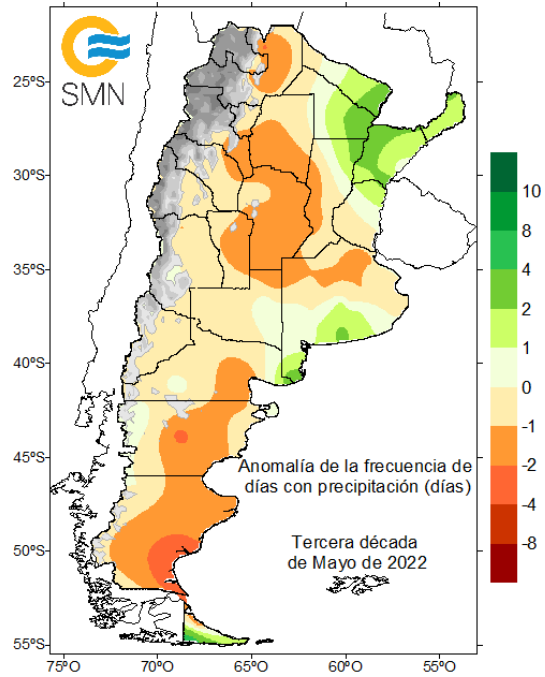 SMN
25°S
30°S
35°S
40°S
45°S
50°S
55°S
75°O
70°O
65°O
60°O
55°O
Anomalía de la frecuencia de
días con precipitación (días)
Tercera década
de Mayo de 2022
10
8
4
2
1
0
-1
-2
-4
-8